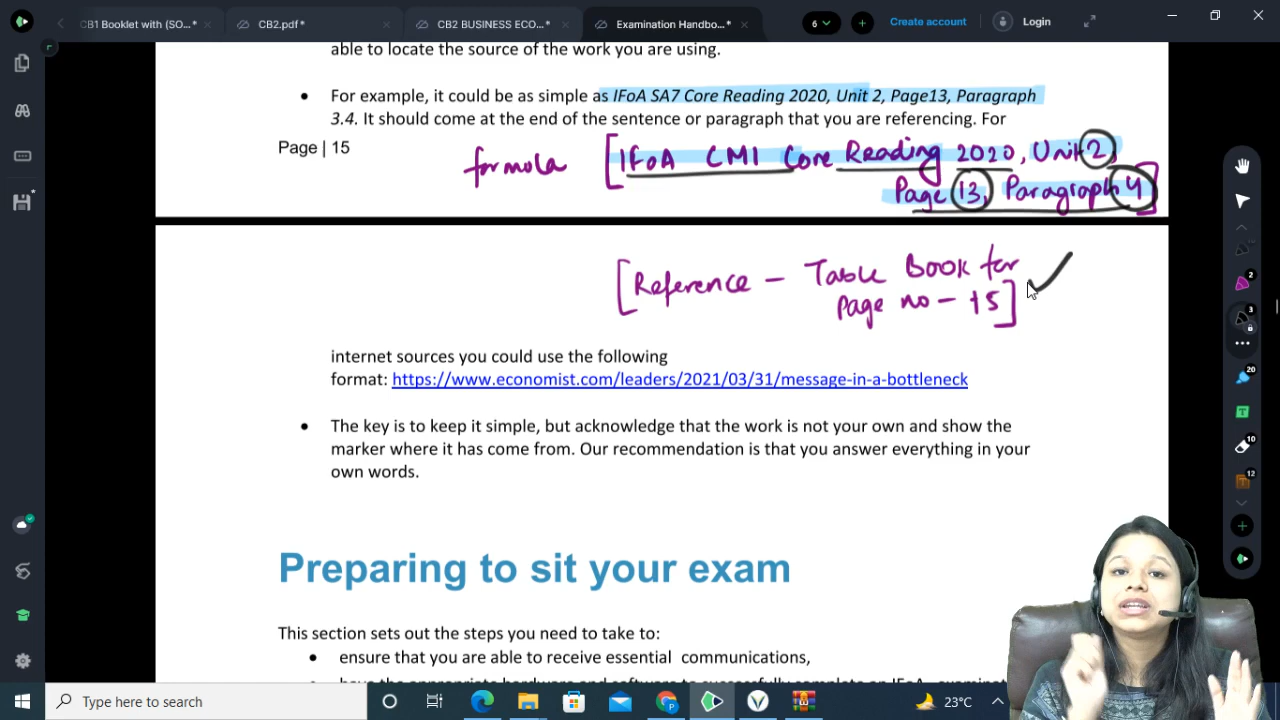 CB1 Booklet with (SO...*
CB2.pdf*
CB2 BUSINESS ECO...*
Examination Handbo...*
6
Create account
Login
able to locate the source of the work you are using.
For example, it could be as simple as IFoA SA7 Core Reading 2020, Unit 2, Page13, Paragraph
3.4. It should come at the end of the sentence or paragraph that you are referencing. For
Page | 15
formola [IFoA CM1 Core Reading 2020, Unit 2,
Page 13, Paragraph 4]
[Reference - Table Book for
Page no - 15]
internet sources you could use the following
format: https://www.economist.com/leaders/2021/03/31/message-in-a-bottleneck
The key is to keep it simple, but acknowledge that the work is not your own and show the
marker where it has come from. Our recommendation is that you answer everything in your
own words.
Preparing to sit your exam
This section sets out the steps you need to take to:
ensure that you are able to receive essential communications,
2
3
20
10
12
Type here to search
23°C